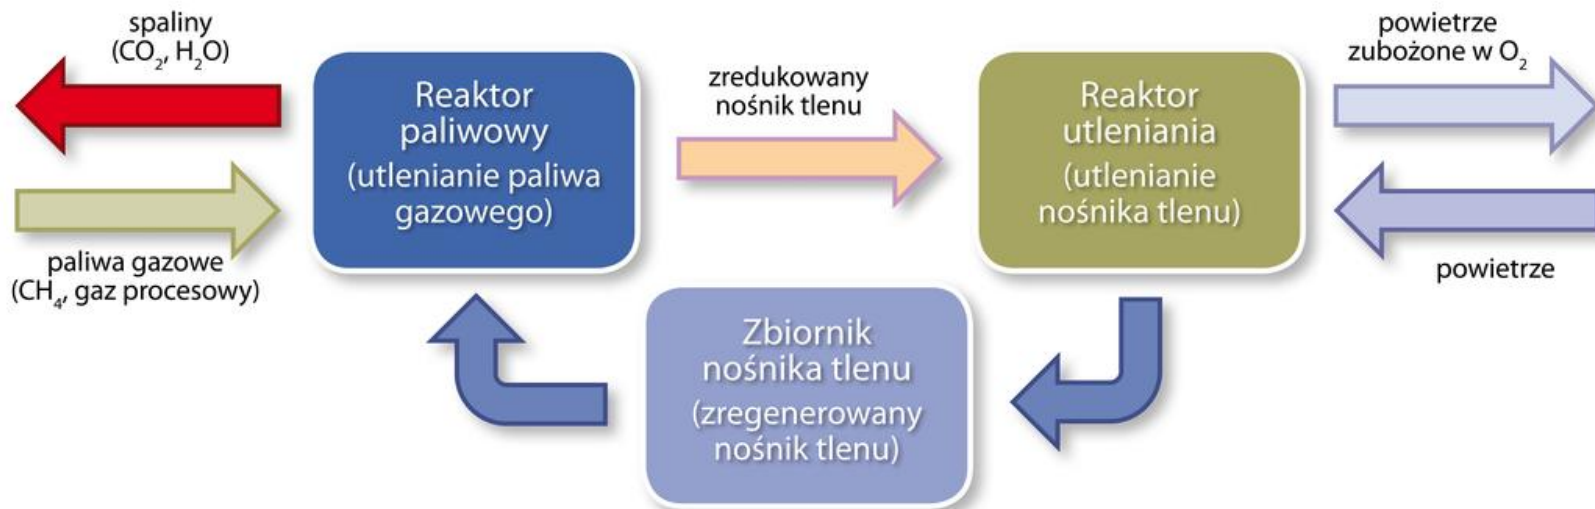 spaliny
(CO₂, H₂O)
paliwa gazowe
(CH₄, gaz procesowy)
Reaktor
paliwowy
(utlenianie paliwa
gazowego)
zredukowany
nośnik tlenu
Reaktor
utleniania
(utlenianie
nośnika tlenu)
powietrze
zubożone w O₂
powietrze
Zbiornik
nośnika tlenu
(zregenerowany
nośnik tlenu)